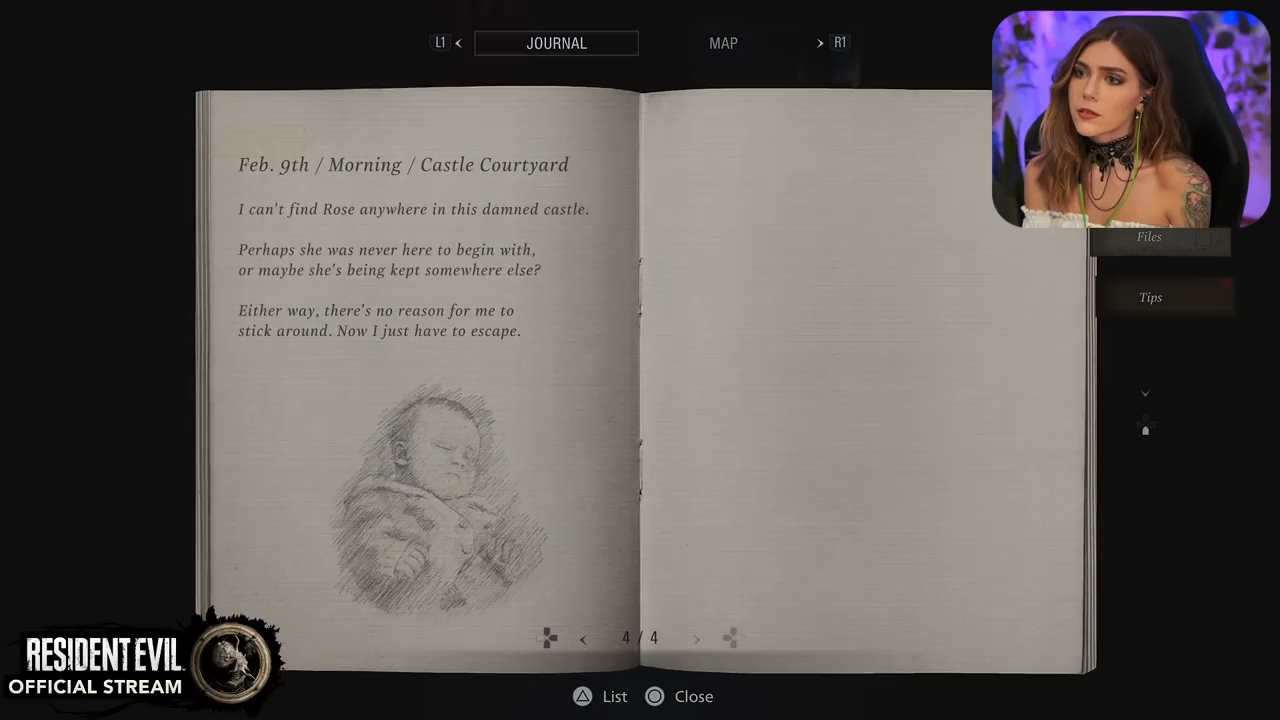 L1
JOURNAL
MAP
R1
Feb. 9th / Morning / Castle Courtyard
I can't find Rose anywhere in this damned castle.
Perhaps she was never here to begin with,
or maybe she's being kept somewhere else?
Either way, there's no reason for me to
stick around. Now I just have to escape.
Files
Tips
4 / 4
List
Close
RESIDENT EVIL
OFFICIAL STREAM